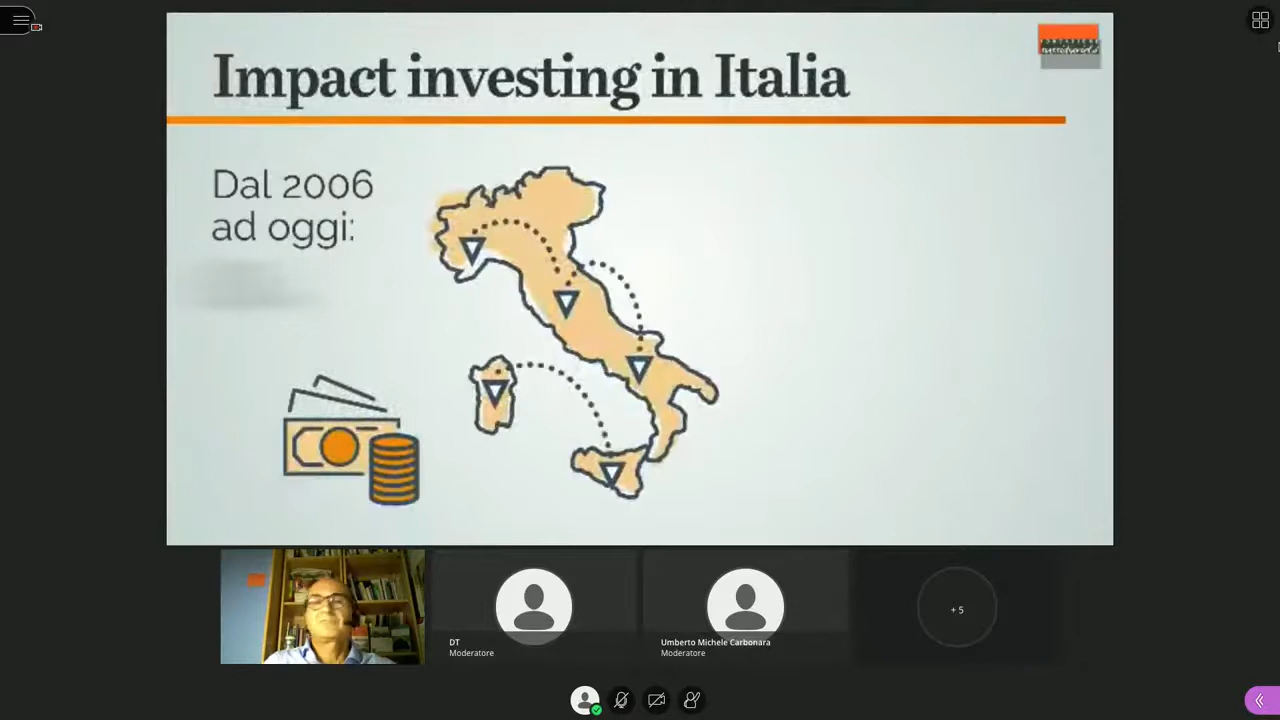 Impact investing in Italia
Dal 2006
ad oggi:
DT
Moderatore
Umberto Michele Carbonara
Moderatore
+ 5